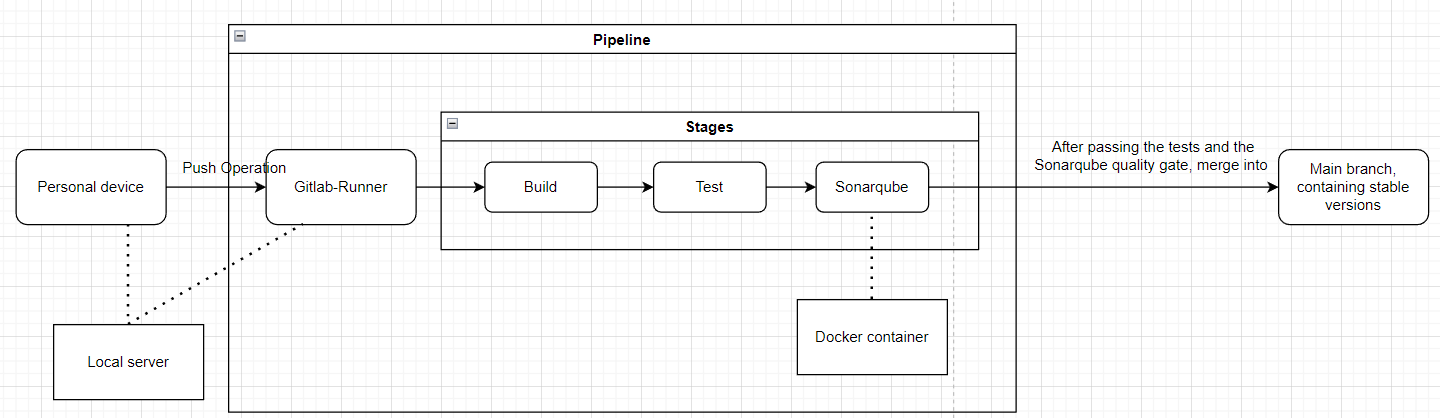 Pipeline
Stages
Personal device
Push Operation
Gitlab-Runner
Build
Test
Sonarqube
After passing the tests and the
Sonarqube quality gate, merge into
Main branch,
containing stable
versions
Local server
Docker container